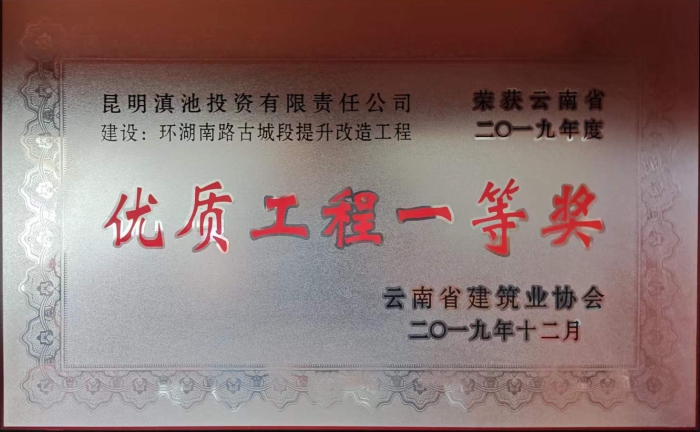 昆明滇池投资有限责任公司 荣获云南省
建设：环湖南路古城段提升改造工程 二〇一九年度
优质工程一等奖
云南省建筑业协会
二〇一九年十二月